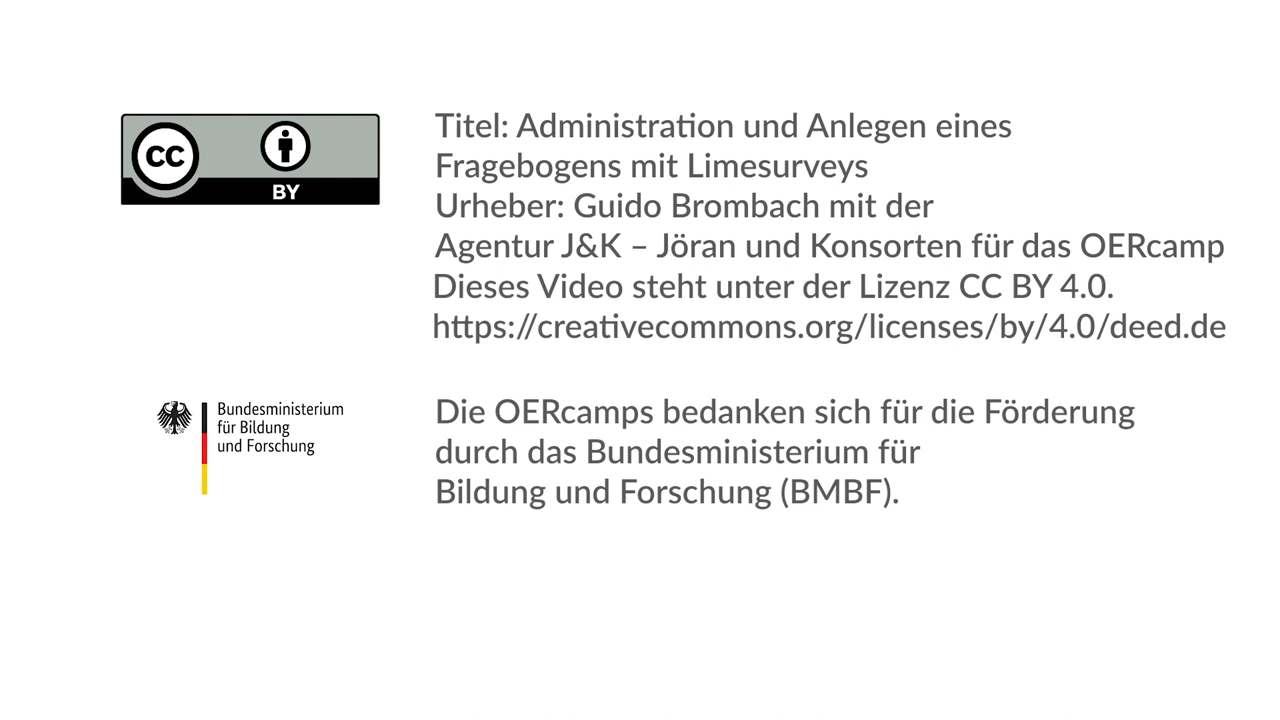 CC
BY
Titel: Administration und Anlegen eines
Fragebogens mit Limesurveys
Urheber: Guido Brombach mit der
Agentur J&K – Jöran und Konsorten für das OERcamp
Dieses Video steht unter der Lizenz CC BY 4.0.
https://creativecommons.org/licenses/by/4.0/deed.de
Bundesministerium
für Bildung
und Forschung
Die OERcamps bedanken sich für die Förderung
durch das Bundesministerium für
Bildung und Forschung (BMBF).